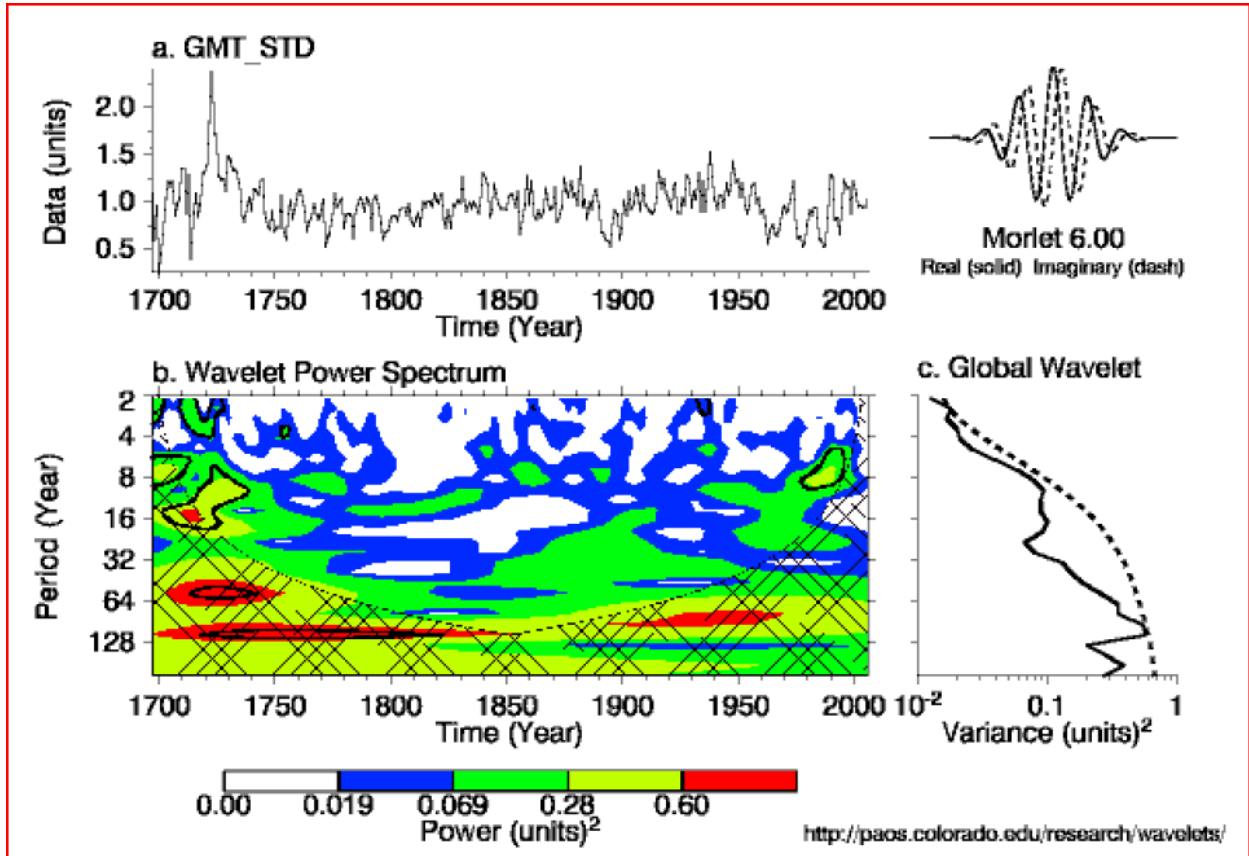 a. GMT_STD
Data (units)
2.0
1.5
1.0
0.5
1700 1750 1800 1850 1900 1950 2000
Time (Year)
Morlet 6.00
Real (solid) Imaginary (dash)
b. Wavelet Power Spectrum
Period (Year)
2
4
8
16
32
64
128
1700 1750 1800 1850 1900 1950 2000
Time (Year)
c. Global Wavelet
10⁻² 0.1 1
Variance (units)²
0.00 0.019 0.069 0.28 0.60
Power (units)²
http://paos.colorado.edu/research/wavelets/